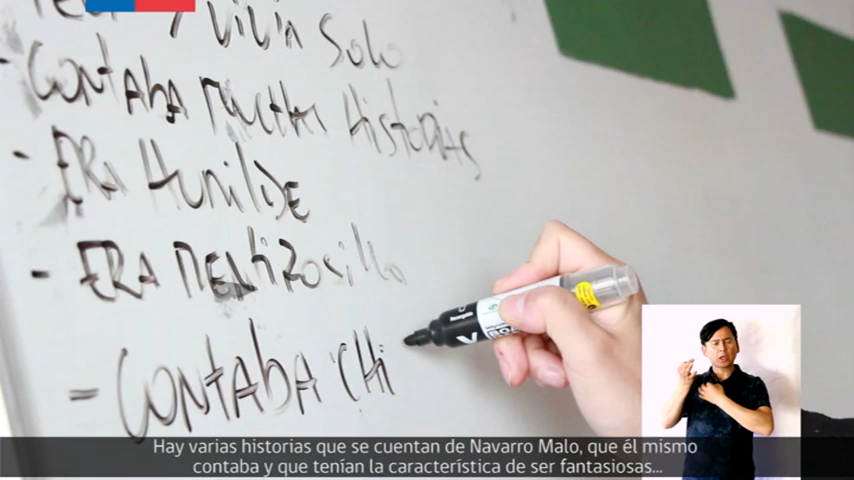 y vivia Solo
- Contaba muchas Historias
- ERA Humilde
- ERA Mentirosillo
- Contaba Chi
Hay varias historias que se cuentan de Navarro Malo, que él mismo
contaba y que tenían la característica de ser fantasiosas...